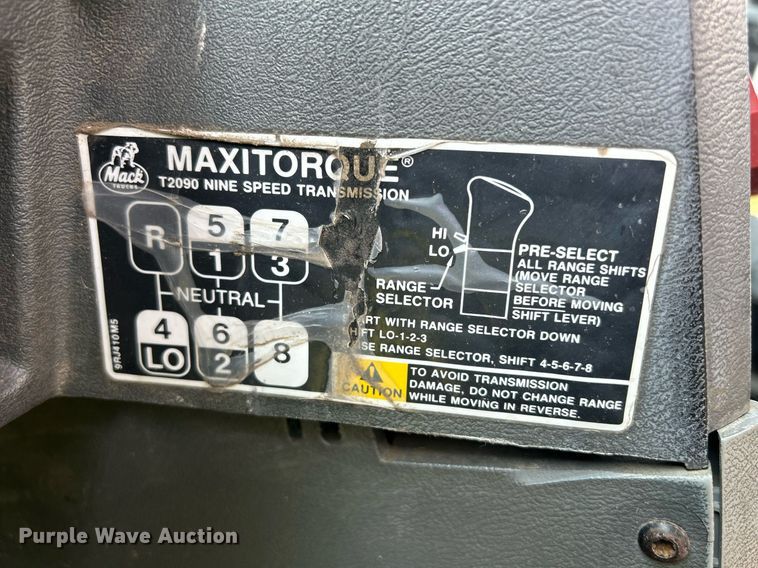 Mack
TRUCKS
MAXITORQUE®
T2090 NINE SPEED TRANSMISSION
R 5 7
1 3
NEUTRAL
4 6 8
LO 2
9RJ410M5
HI
LO
RANGE
SELECTOR
PRE-SELECT
ALL RANGE SHIFTS
(MOVE RANGE
SELECTOR
BEFORE MOVING
SHIFT LEVER)
ART WITH RANGE SELECTOR DOWN
IFT LO-1-2-3
SE RANGE SELECTOR, SHIFT 4-5-6-7-8
CAUTION
TO AVOID TRANSMISSION
DAMAGE, DO NOT CHANGE RANGE
WHILE MOVING IN REVERSE.
Purple Wave Auction